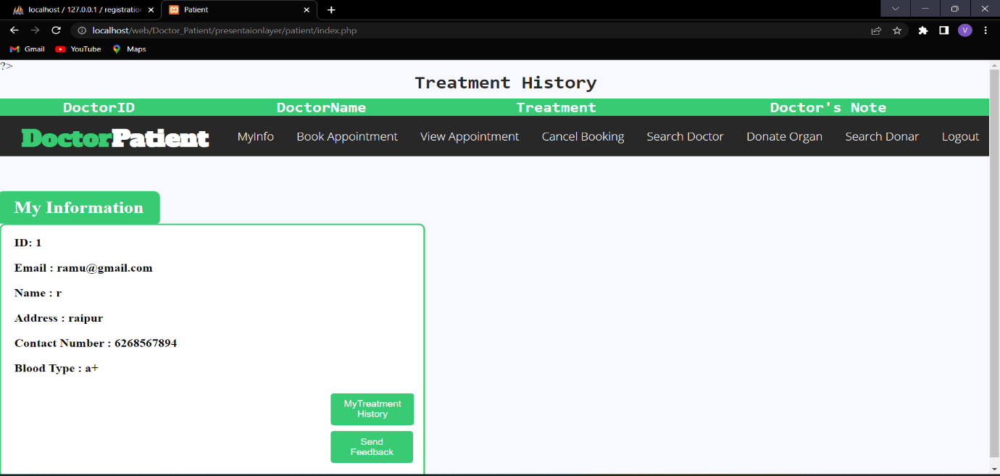 localhost / 127.0.0.1 / registration
Patient
localhost/web/Doctor_Patient/presentaionlayer/patient/index.php
V
Gmail YouTube Maps
?>
Treatment History
DoctorID DoctorName Treatment Doctor's Note
DoctorPatient MyInfo Book Appointment View Appointment Cancel Booking Search Doctor Donate Organ Search Donar Logout
My Information
ID: 1
Email : ramu@gmail.com
Name : r
Address : raipur
Contact Number : 6268567894
Blood Type : a+
MyTreatment
History
Send
Feedback